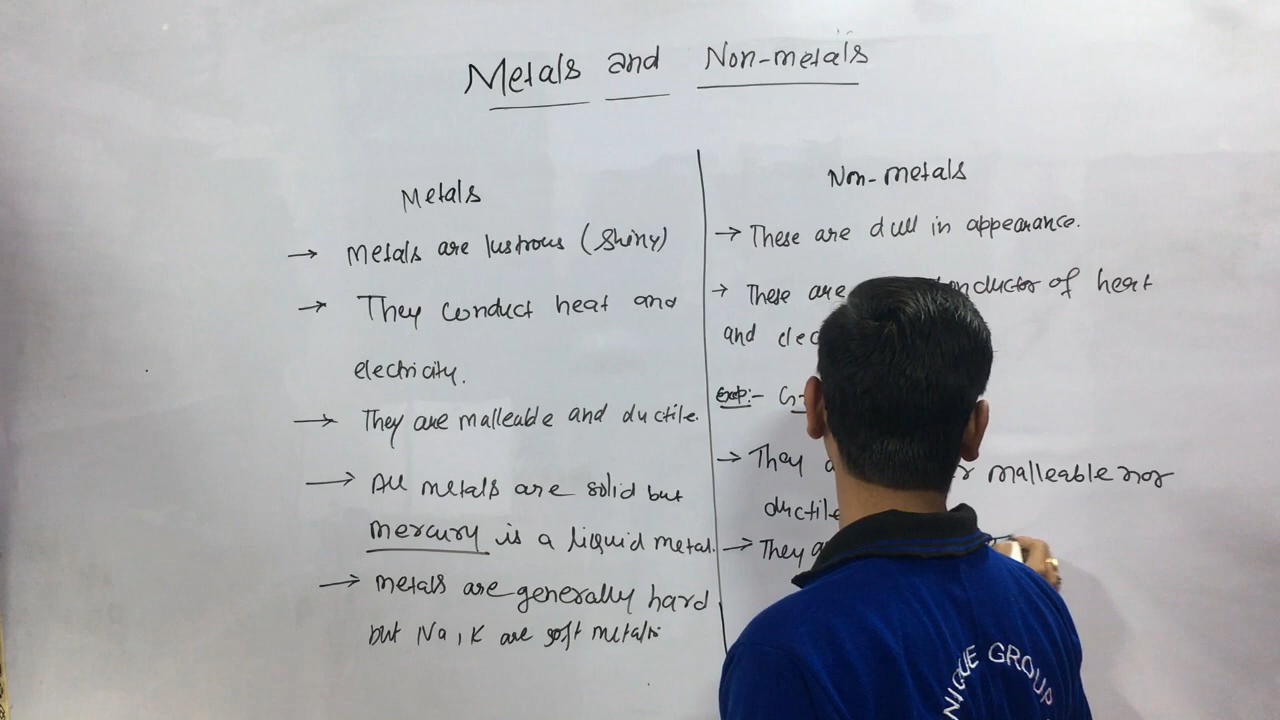 Metals and Non-metals
Metals
→ Metals are lustrous (Shiny)
→ They conduct heat and
electricity.
→ They are malleable and ductile.
→ All metals are solid but
mercury is a liquid metal.
→ metals are generally hard
but Na, K are soft metals
Non-metals
→ These are dull in appearance.
→ These are conductor of heat
and
→ They malleable nor
ductile
→ They
GROUP